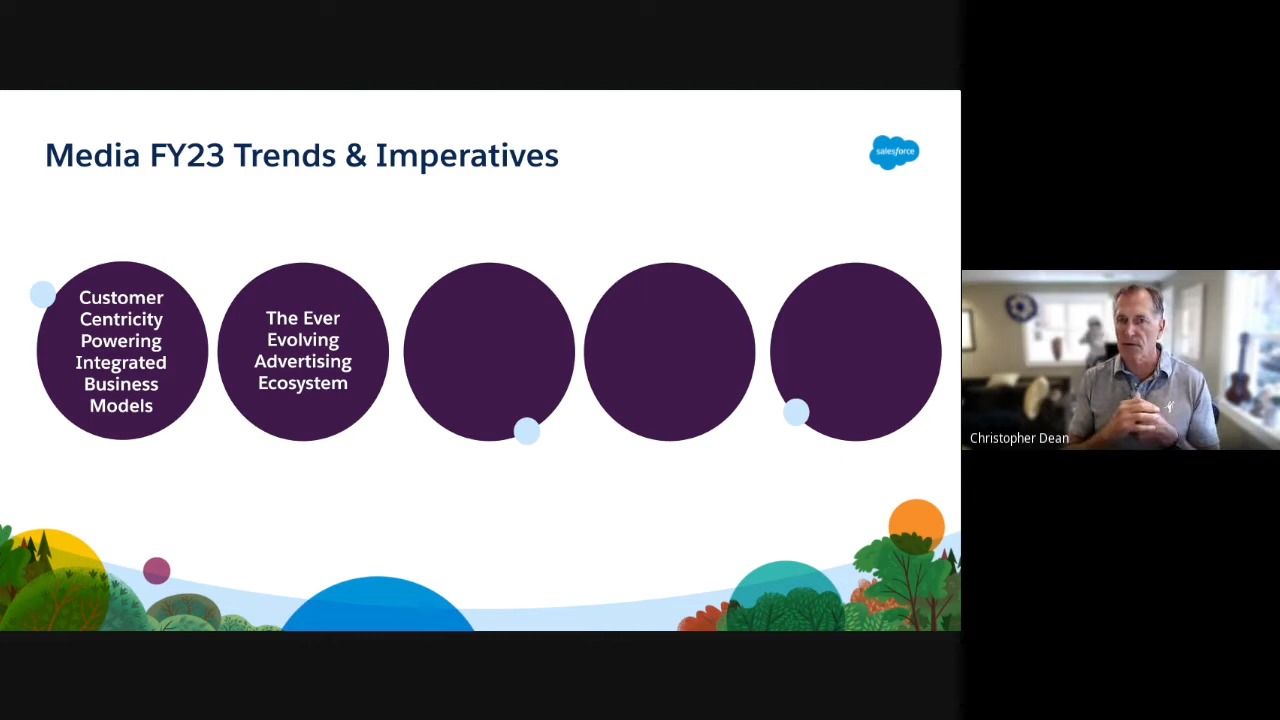 Media FY23 Trends & Imperatives
salesforce
Customer
Centricity
Powering
Integrated
Business
Models
The Ever
Evolving
Advertising
Ecosystem
Christopher Dean